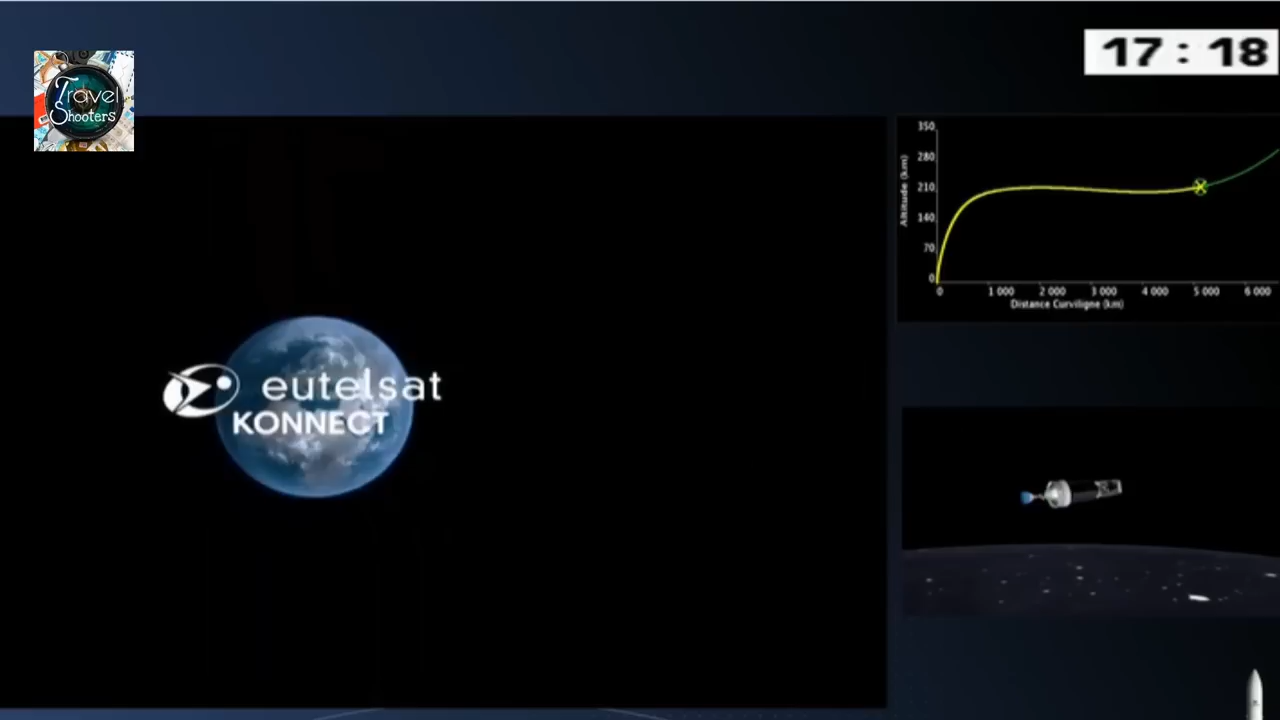 Travel
Shooters
17 : 18
eutelsat
KONNECT
Altitude (km)
350
280
210
140
70
0
0 1 000 2 000 3 000 4 000 5 000 6 000
Distance Curviligne (km)